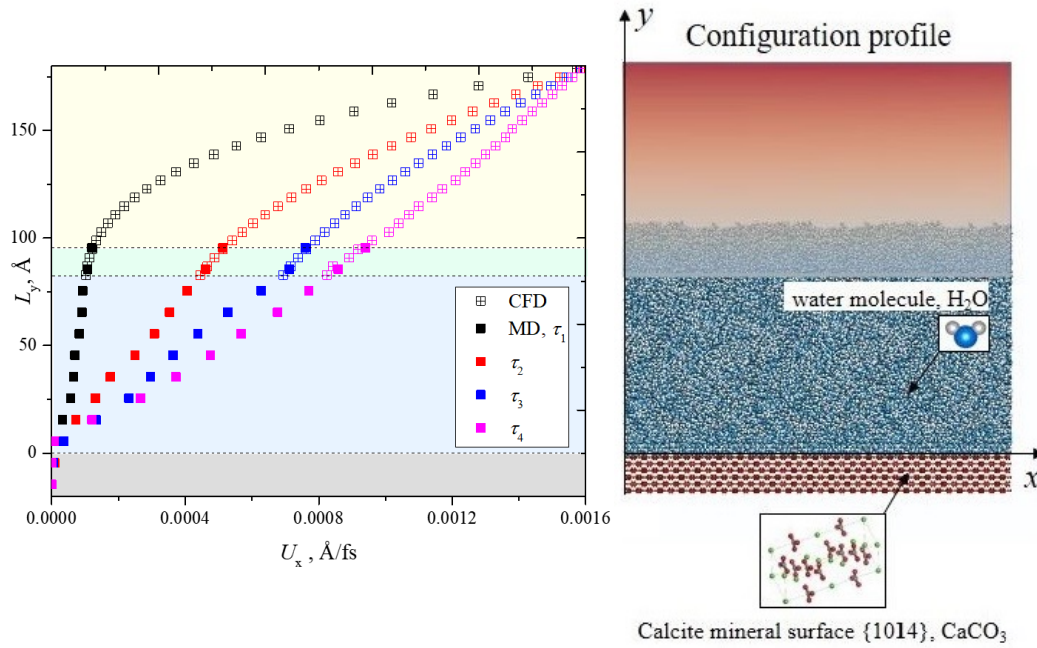 150
100
50
0
L_y, Å
0.0000
0.0004
0.0008
0.0012
0.0016
U_x , Å/fs
CFD
MD, τ_1
τ_2
τ_3
τ_4
y
Configuration profile
water molecule, H_2O
x
Calcite mineral surface {1014}, CaCO_3